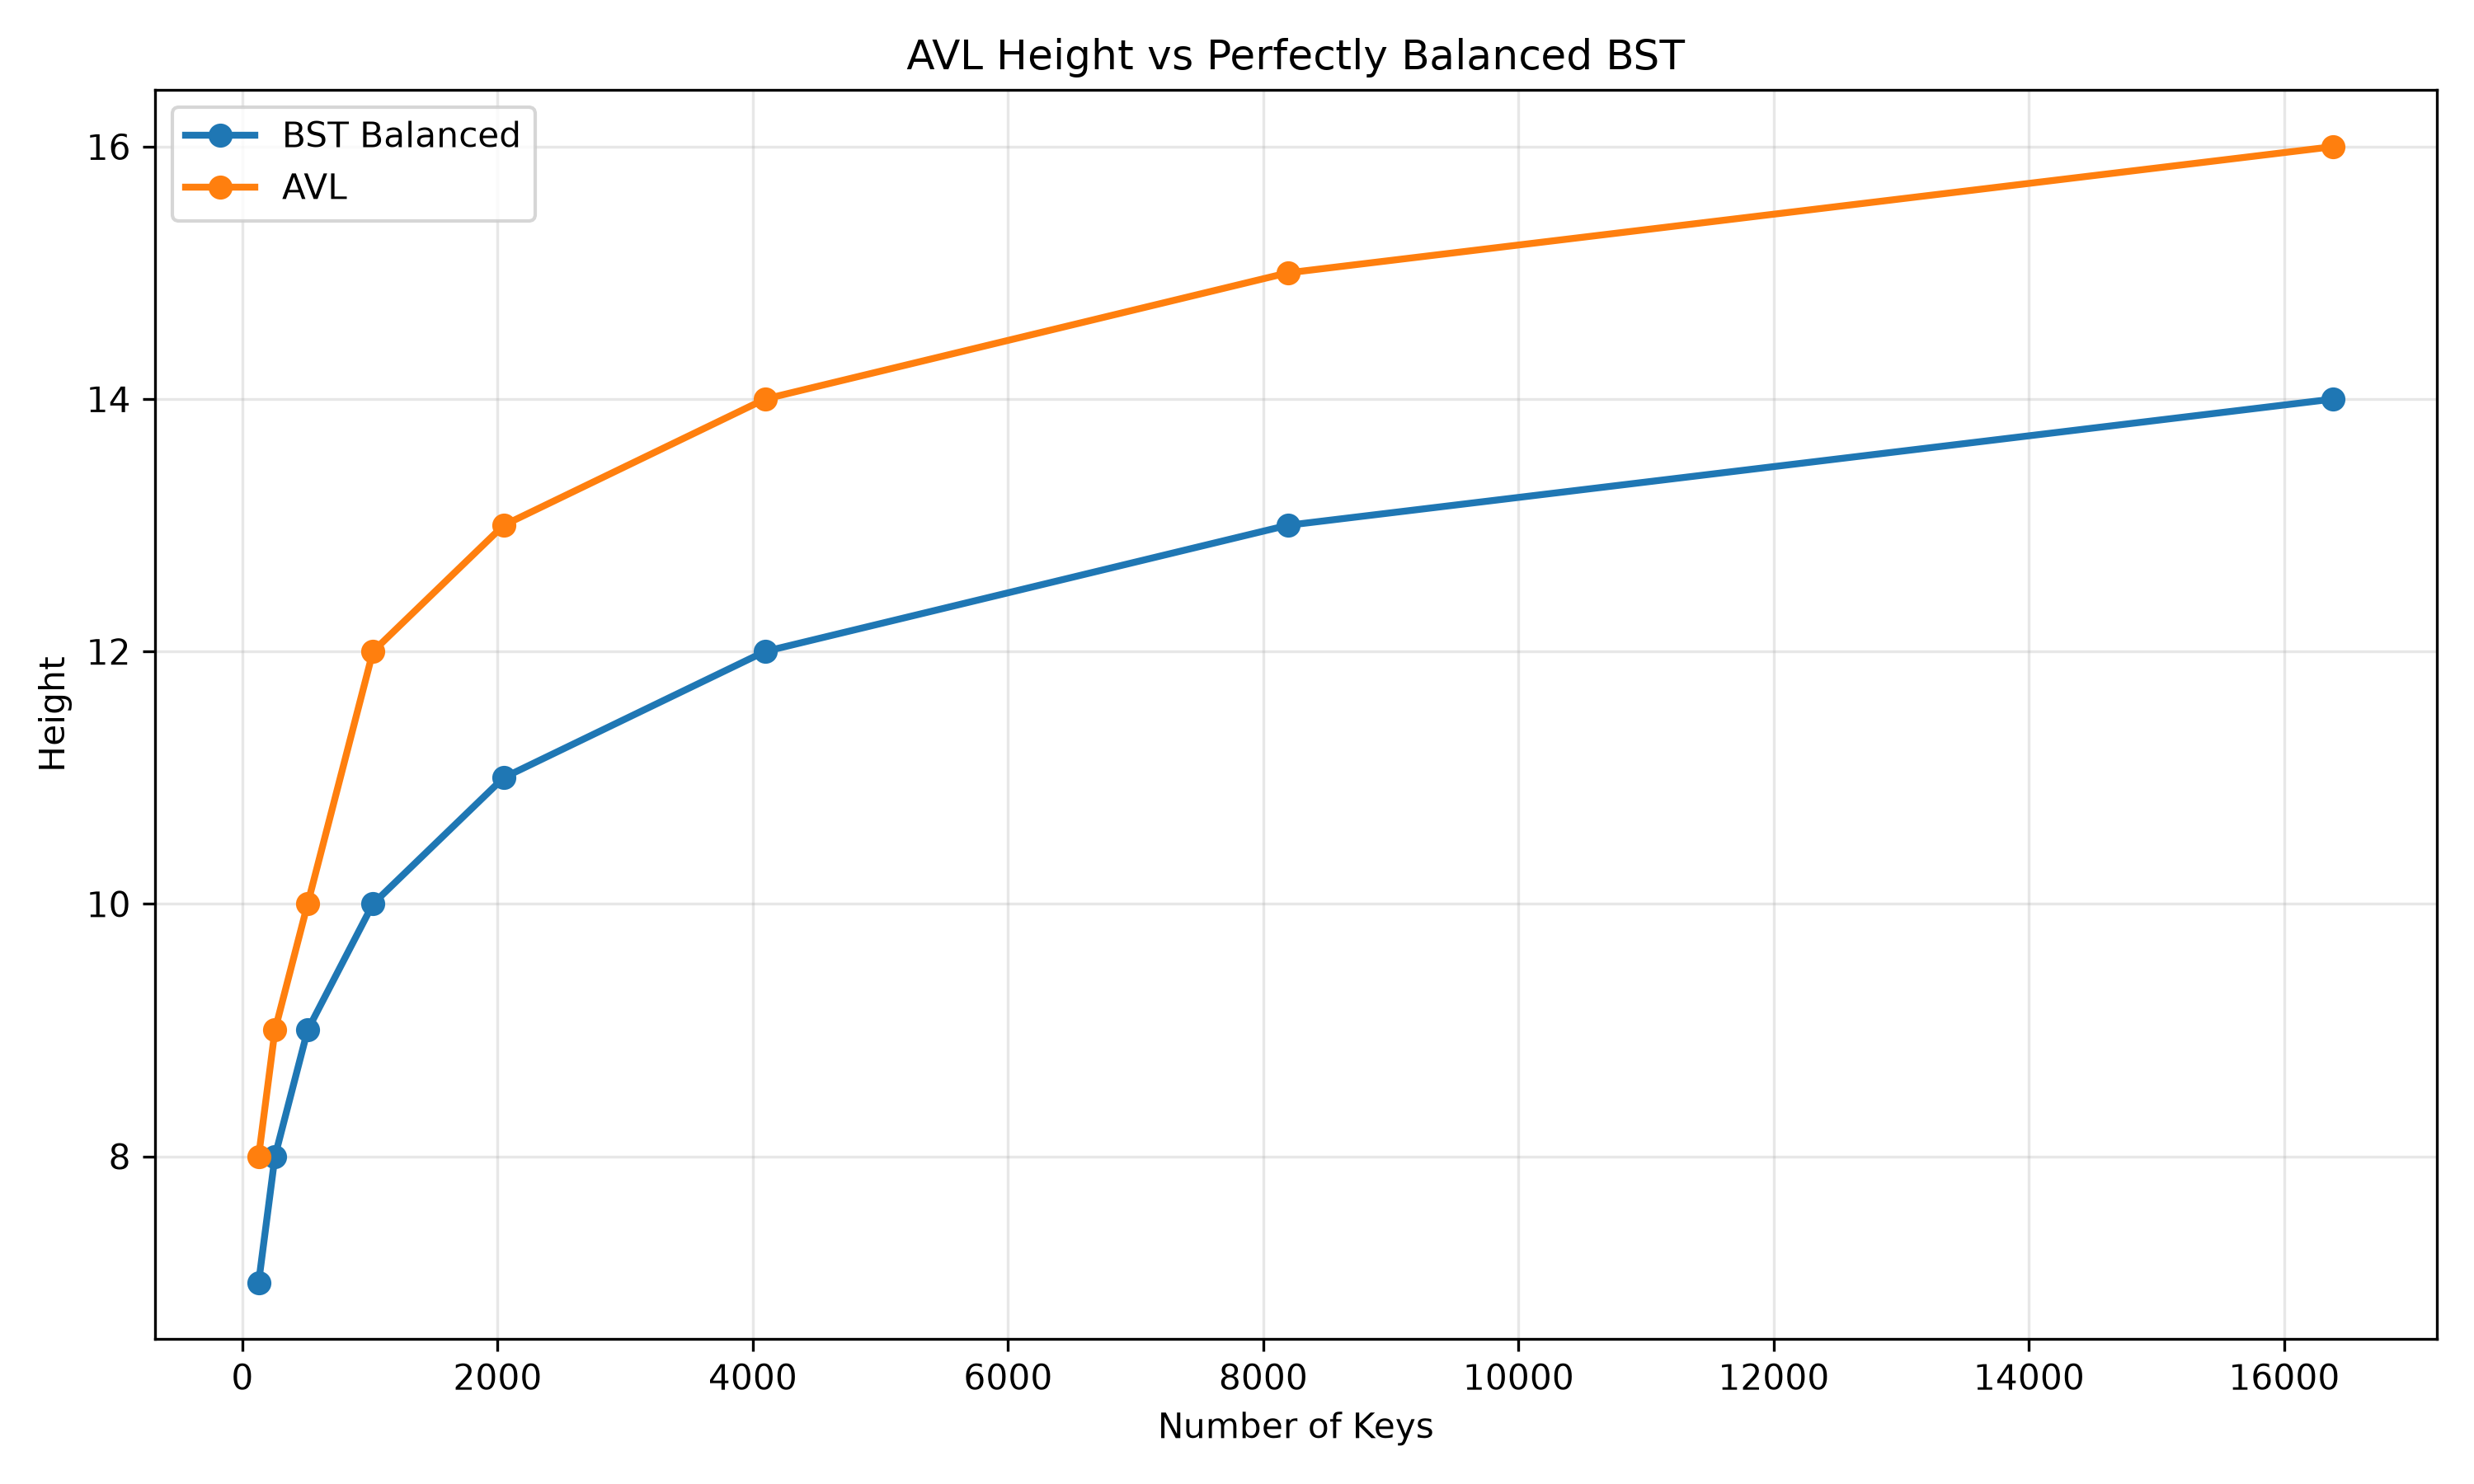 AVL Height vs Perfectly Balanced BST
BST Balanced
AVL
16
14
12
10
8
Height
0 2000 4000 6000 8000 10000 12000 14000 16000
Number of Keys